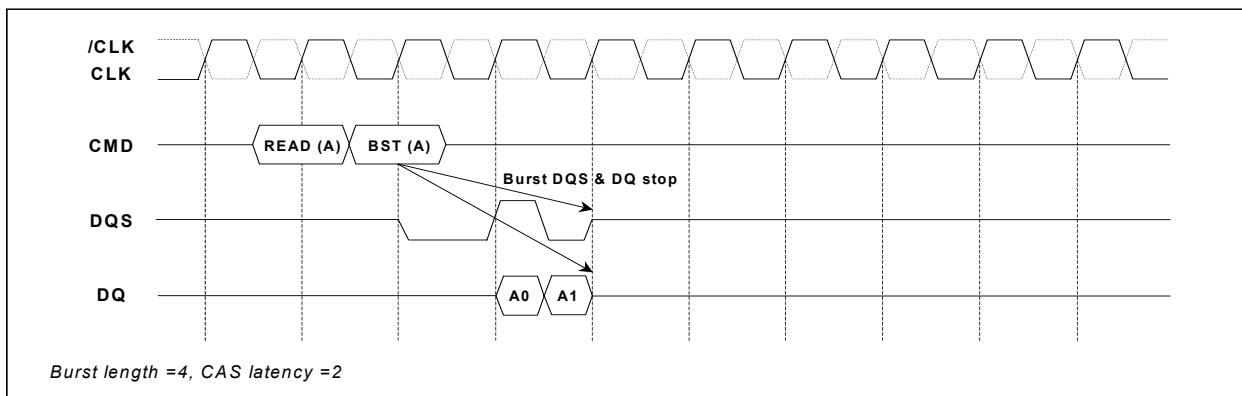 /CLK
CLK
CMD READ (A) BST (A)
Burst DQS & DQ stop
DQS
DQ A0 A1
Burst length =4, CAS latency =2